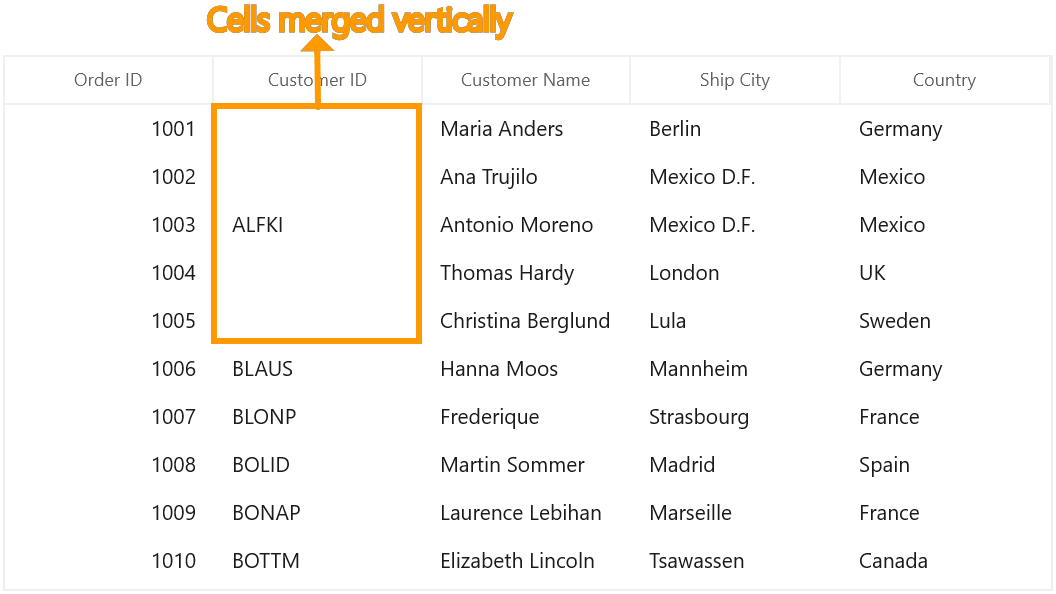 Cells merged vertically
Order ID Customer ID Customer Name Ship City Country
1001 Maria Anders Berlin Germany
1002 Ana Trujilo Mexico D.F. Mexico
1003 ALFKI Antonio Moreno Mexico D.F. Mexico
1004 Thomas Hardy London UK
1005 Christina Berglund Lula Sweden
1006 BLAUS Hanna Moos Mannheim Germany
1007 BLONP Frederique Strasbourg France
1008 BOLID Martin Sommer Madrid Spain
1009 BONAP Laurence Lebihan Marseille France
1010 BOTTM Elizabeth Lincoln Tsawassen Canada